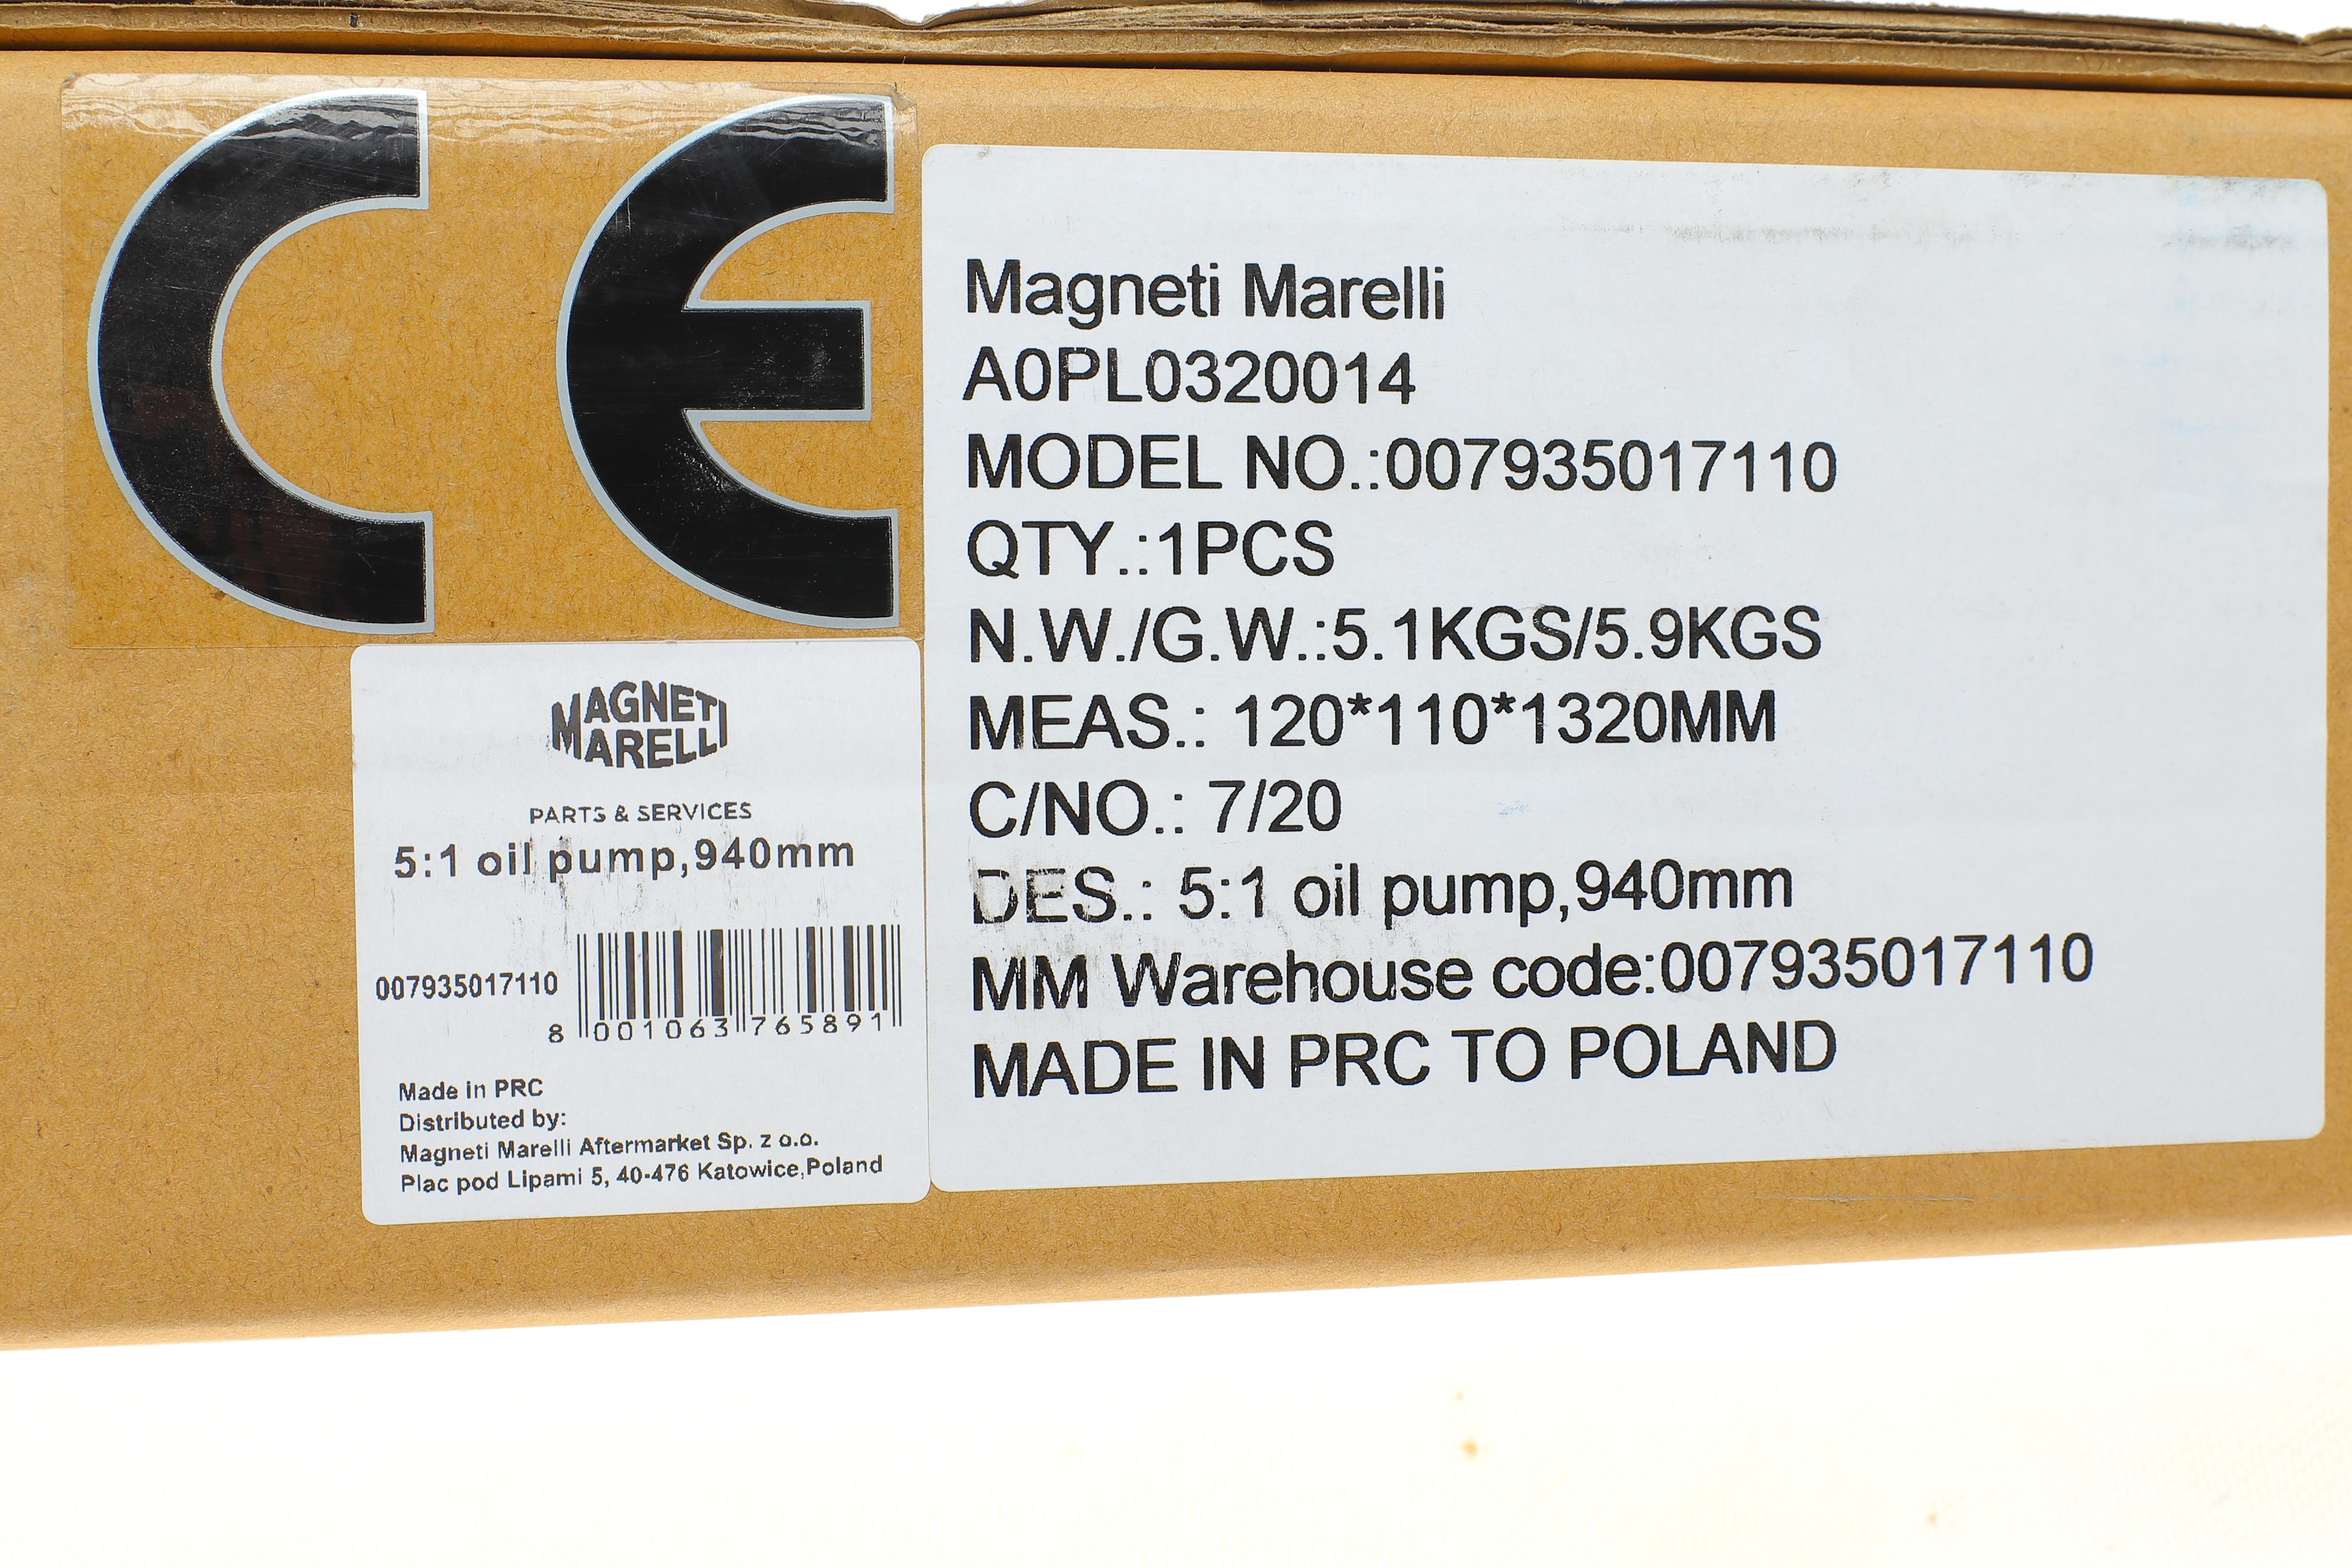 CE
Magneti Marelli
A0PL0320014
MODEL NO.:007935017110
QTY.:1PCS
N.W./G.W.:5.1KGS/5.9KGS
MEAS.: 120*110*1320MM
C/NO.: 7/20
DES.: 5:1 oil pump,940mm
MM Warehouse code:007935017110
MADE IN PRC TO POLAND
MAGNETI
MARELLI
PARTS & SERVICES
5:1 oil pump,940mm
007935017110
8 001063 765891
Made in PRC
Distributed by:
Magneti Marelli Aftermarket Sp. z o.o.
Plac pod Lipami 5, 40-476 Katowice,Poland